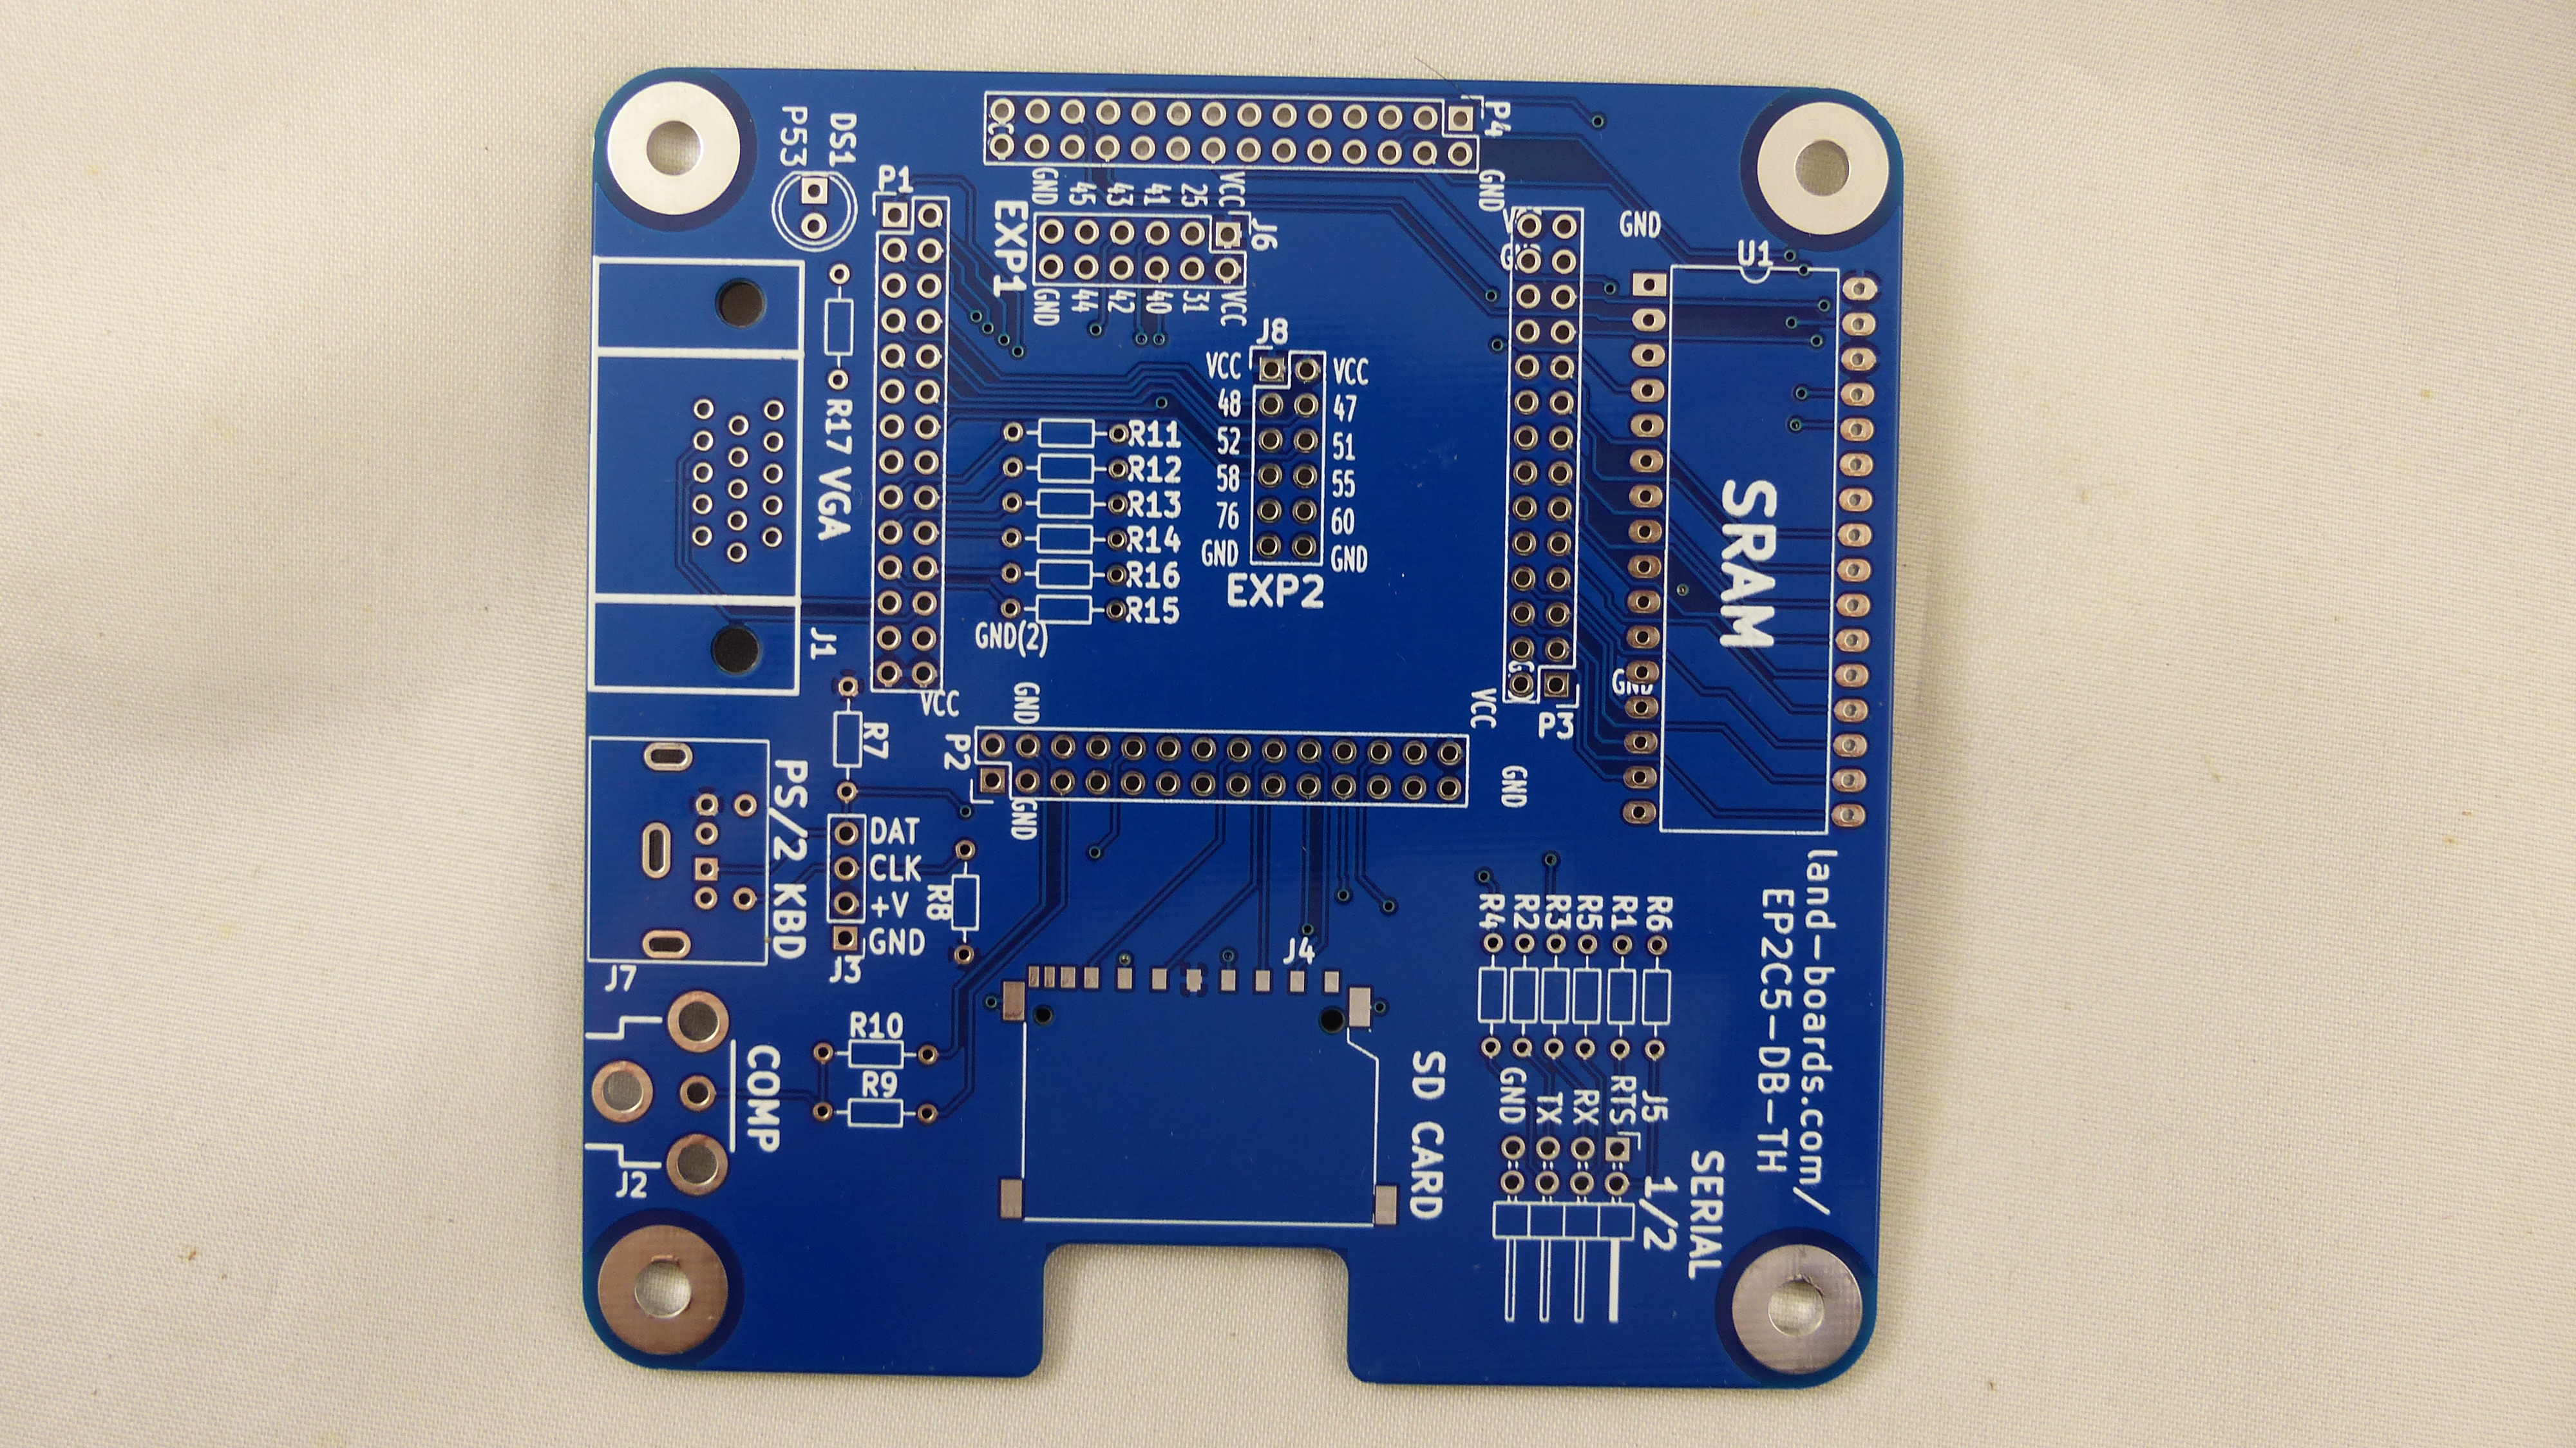 DS1
P53
P4
GND
P1
GND 45 43 41 25 VCC
EXP1
J6
GND 44 42 40 31 VCC
GND
U1
J8
VCC VCC
48 47
52 51
58 55
76 60
GND GND
EXP2
R17
VGA
J1
R11
R12
R13
R14
R16
R15
GND(2)
VCC
SRAM
GND
VCC
P3
GND
P2
GND
GND
R7
PS/2 KBD
J7
DAT
CLK
+V
GND
J3
R8
J4
SD CARD
R10
R9
COMP
J2
R4 R2 R3 R5 R1 R6
GND TX RX RTS
J5
1/2
SERIAL
land-boards.com/
EP2C5-DB-TH